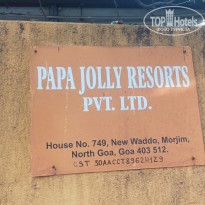 TOP HOTELS
PAPA JOLLY RESORTS
PVT. LTD.
House No. 749, New Waddo, Morjim,
North Goa, Goa 403 512.